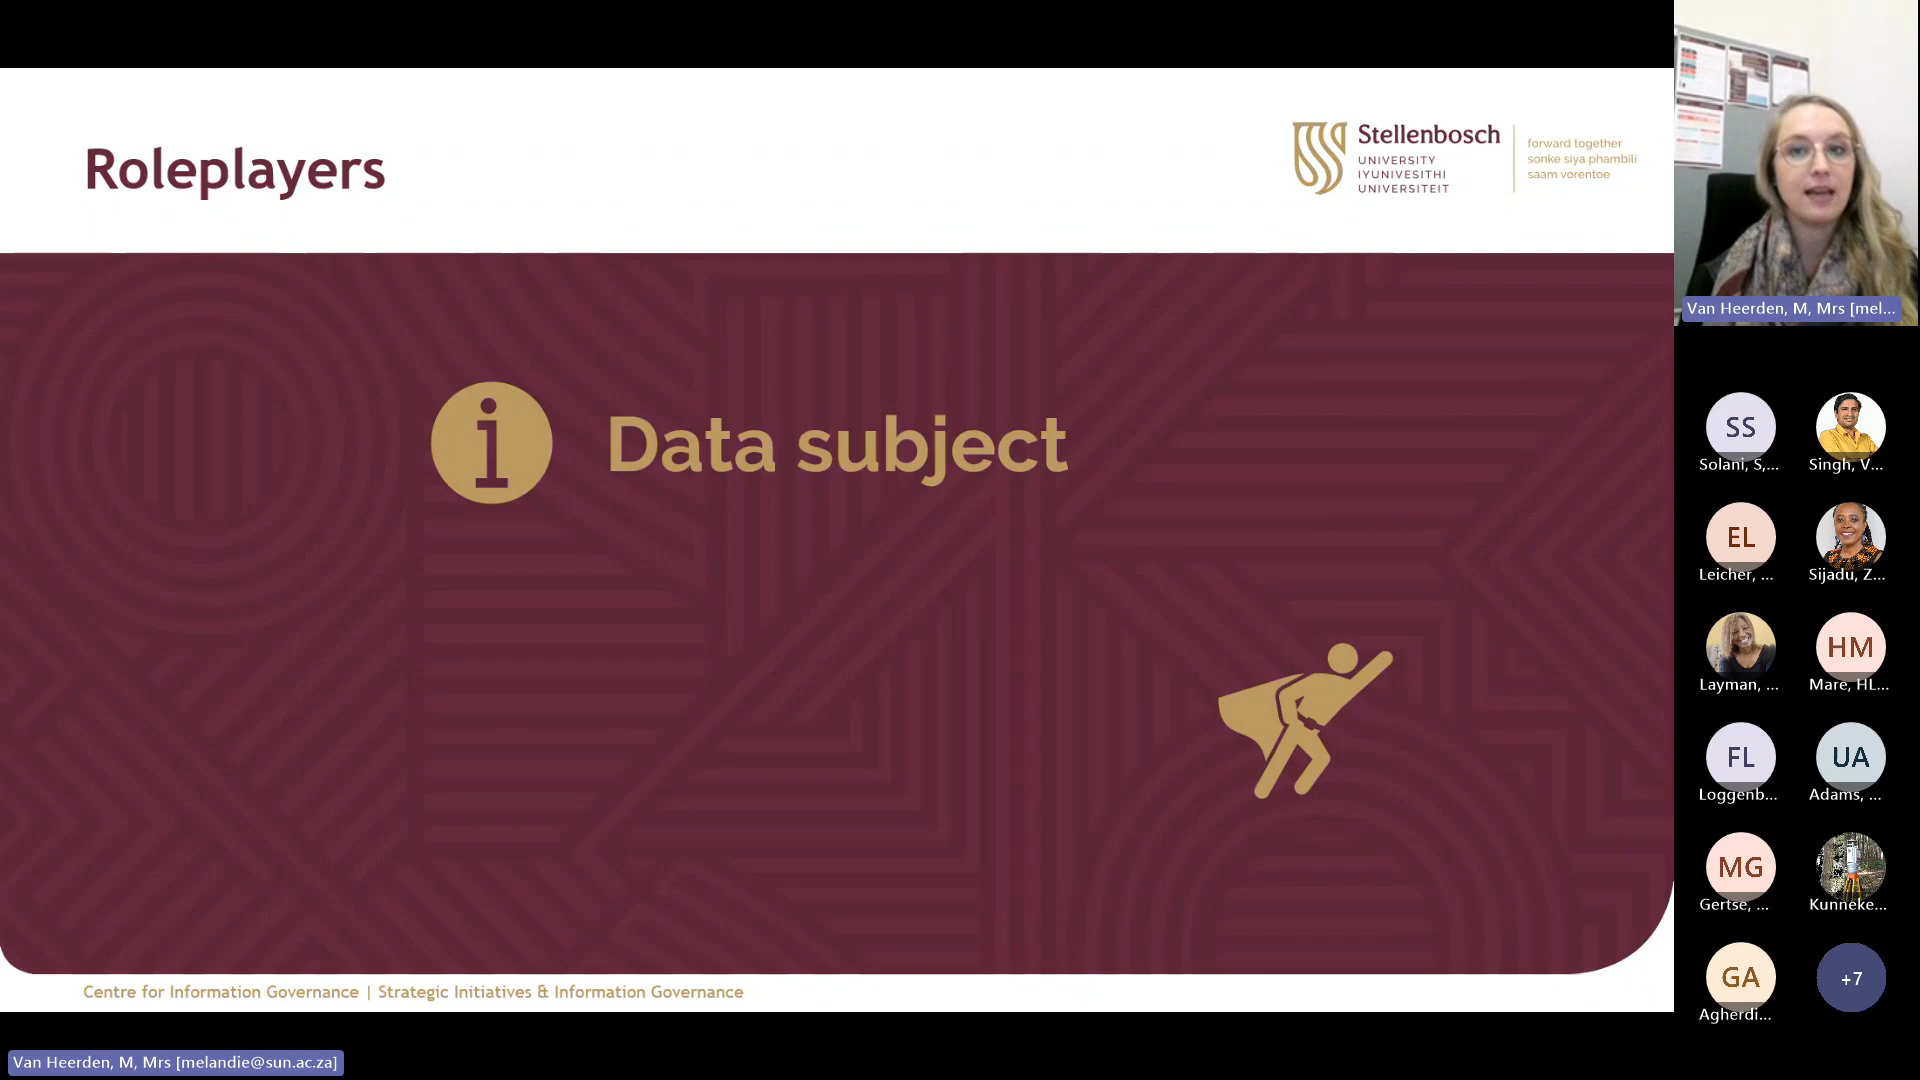 Roleplayers
Stellenbosch
UNIVERSITY
IYUNIVESITHI
UNIVERSITEIT
forward together
sonke siya phambili
saam vorentoe
i
Data subject
Centre for Information Governance | Strategic Initiatives & Information Governance
Van Heerden, M, Mrs [melandie@sun.ac.za]
Van Heerden, M, Mrs [mel...
SS
Solani, S,...
Singh, V...
EL
Leicher, ...
Sijadu, Z...
Layman, ...
HM
Mare, HL...
FL
Loggenb...
UA
Adams, ...
MG
Gertse, ...
Kunneke...
GA
Agherdi...
+7